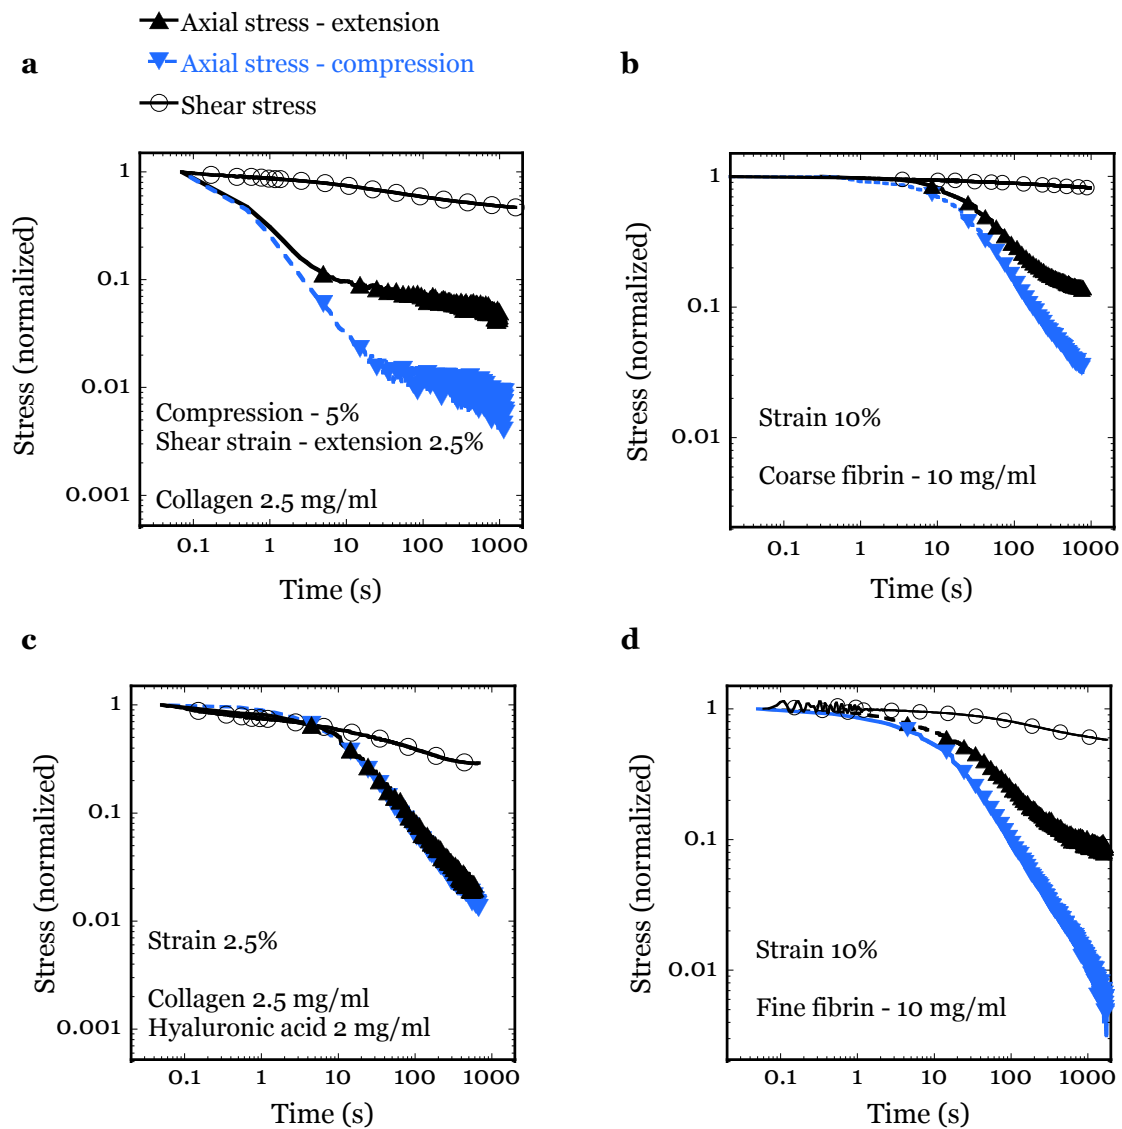 Axial stress - extension
Axial stress - compression
Shear stress
a
1
0.1
0.01
0.001
Stress (normalized)
Compression - 5%
Shear strain - extension 2.5%
Collagen 2.5 mg/ml
0.1 1 10 100 1000
Time (s)
b
1
0.1
0.01
Stress (normalized)
Strain 10%
Coarse fibrin - 10 mg/ml
0.1 1 10 100 1000
Time (s)
c
1
0.1
0.01
0.001
Stress (normalized)
Strain 2.5%
Collagen 2.5 mg/ml
Hyaluronic acid 2 mg/ml
0.1 1 10 100 1000
Time (s)
d
1
0.1
0.01
Stress (normalized)
Strain 10%
Fine fibrin - 10 mg/ml
0.1 1 10 100 1000
Time (s)